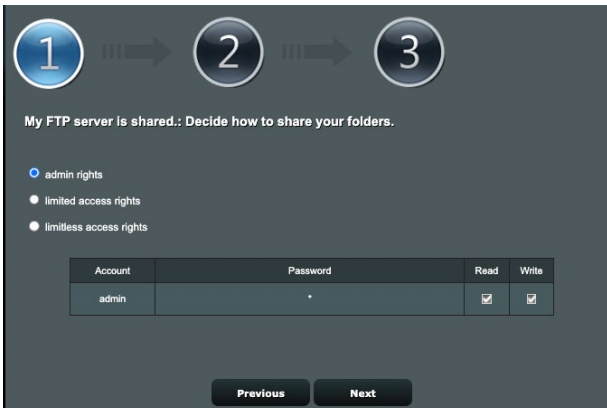 1 2 3
My FTP server is shared.: Decide how to share your folders.
admin rights
limited access rights
limitless access rights
Account Password Read Write
admin *
Previous Next